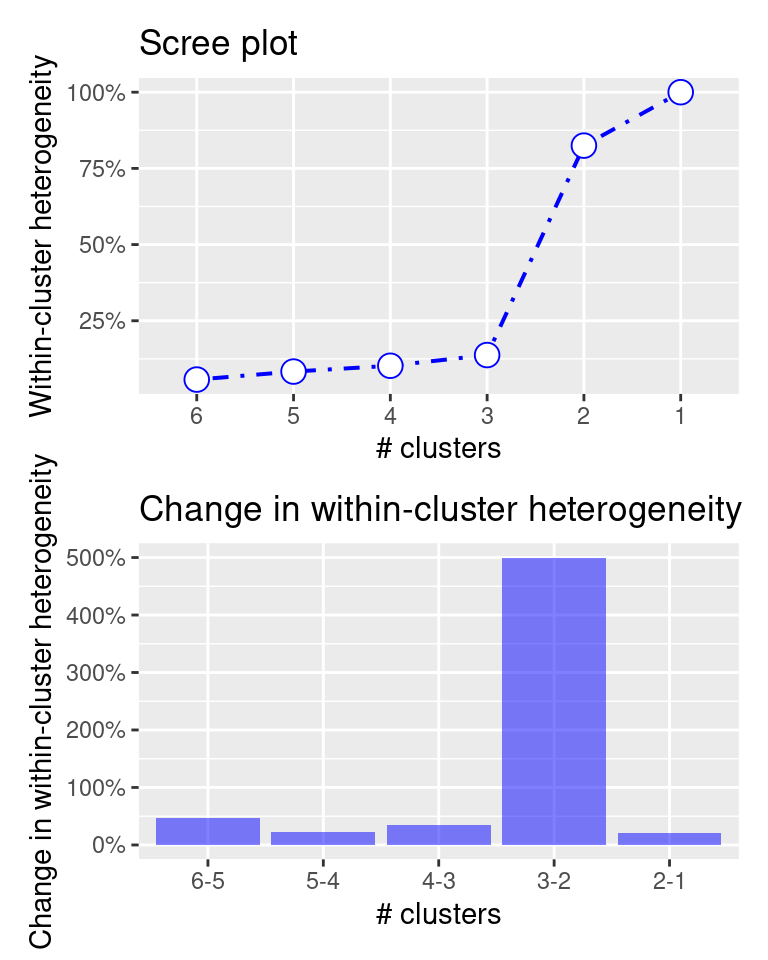 Scree plot
Within-cluster heterogeneity
100%
75%
50%
25%
6 5 4 3 2 1
# clusters
Change in within-cluster heterogeneity
Change in within-cluster heterogeneity
500%
400%
300%
200%
100%
0%
6-5 5-4 4-3 3-2 2-1
# clusters